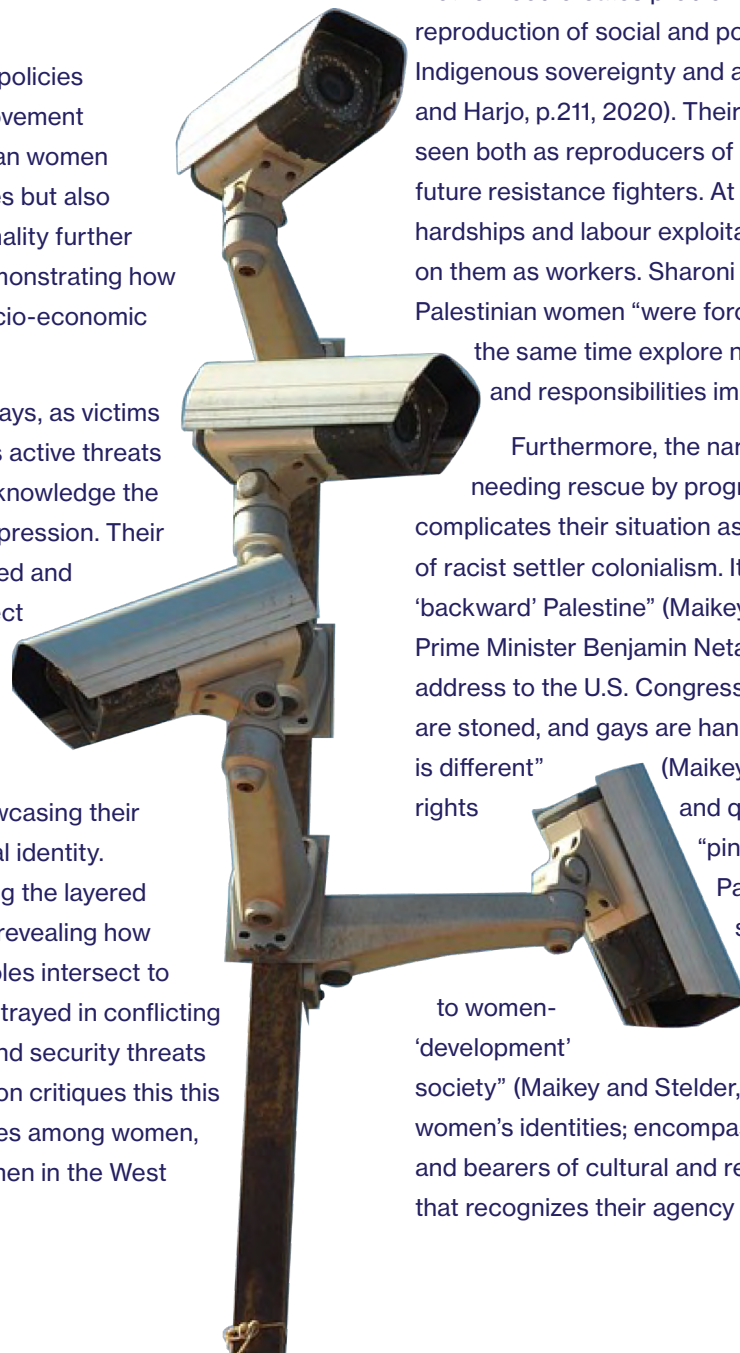 policies
ovement
an women
es but also
nality further
monstrating how
cio-economic
ays, as victims
s active threats
knowledge the
pression. Their
ed and
ect
wcasing their
al identity.
ng the layered
revealing how
oles intersect to
trayed in conflicting
nd security threats
on critiques this this
es among women,
men in the West
reproduction of social and po
Indigenous sovereignty and a
and Harjo, p.211, 2020). Their
seen both as reproducers of
future resistance fighters. At
hardships and labour exploita
on them as workers. Sharoni
Palestinian women “were forc
the same time explore n
and responsibilities im
Furthermore, the nar
needing rescue by progr
complicates their situation as
of racist settler colonialism. It
‘backward’ Palestine” (Maikey
Prime Minister Benjamin Neta
address to the U.S. Congress
are stoned, and gays are han
is different” (Maikey
rights and q
“pin
Pa
s
to women-
‘development’
society” (Maikey and Stelder,
women’s identities; encompas
and bearers of cultural and re
that recognizes their agency